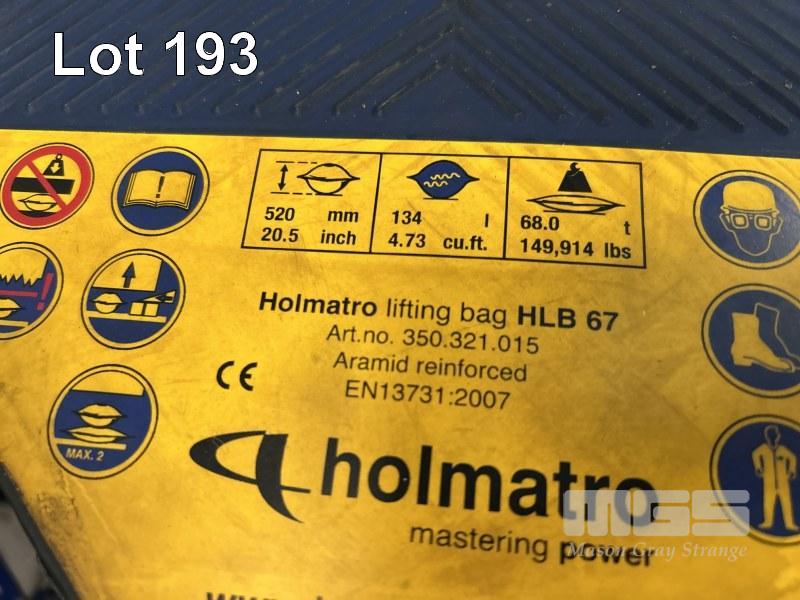 Lot 193
520 mm
20.5 inch
134 l
4.73 cu.ft.
68.0 t
149,914 lbs
Holmatro lifting bag HLB 67
Art.no. 350.321.015
Aramid reinforced
EN13731:2007
CE
MAX. 2
holmatro
mastering power
MGS
Mason Gray Strange